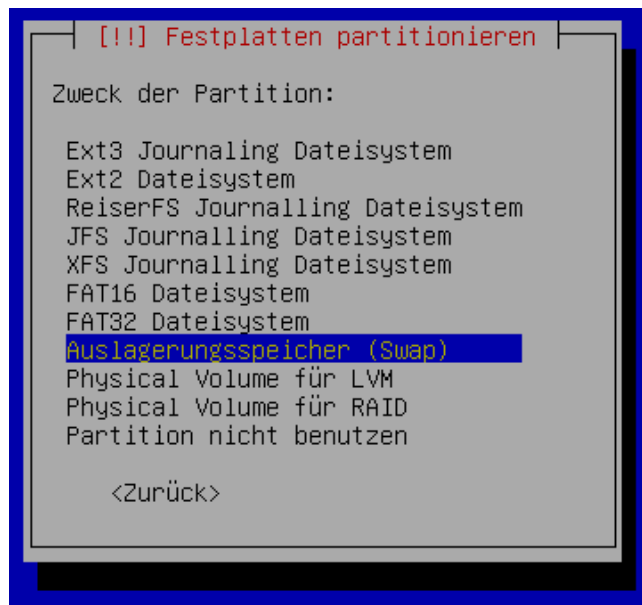 [!!] Festplatten partitionieren
Zweck der Partition:
Ext3 Journaling Dateisystem
Ext2 Dateisystem
ReiserFS Journalling Dateisystem
JFS Journalling Dateisystem
XFS Journalling Dateisystem
FAT16 Dateisystem
FAT32 Dateisystem
Auslagerungsspeicher (Swap)
Physical Volume für LVM
Physical Volume für RAID
Partition nicht benutzen
<Zurück>